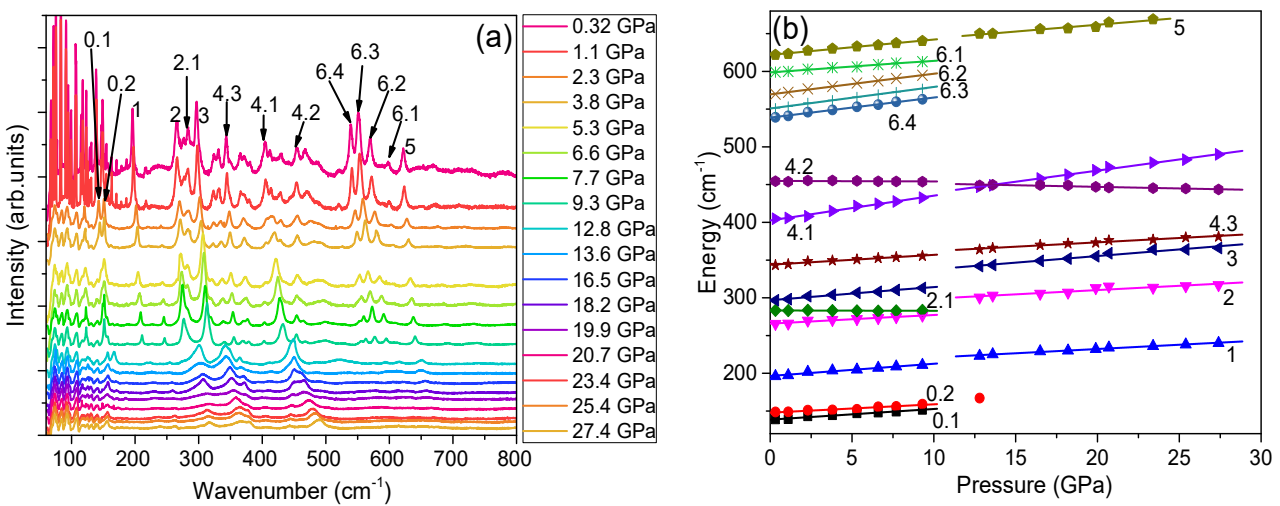 (a)
0.1
0.2
1
2
2.1
3
4.3
4.1
4.2
6.4
6.3
6.2
6.1
5
Intensity (arb.units)
100 200 300 400 500 600 700 800
Wavenumber (cm-1)
0.32 GPa
1.1 GPa
2.3 GPa
3.8 GPa
5.3 GPa
6.6 GPa
7.7 GPa
9.3 GPa
12.8 GPa
13.6 GPa
16.5 GPa
18.2 GPa
19.9 GPa
20.7 GPa
23.4 GPa
25.4 GPa
27.4 GPa
(b)
5
6.1
6.2
6.3
6.4
4.2
4.1
4.3
3
2.1
2
1
0.2
0.1
600
500
400
300
200
Energy (cm-1)
0 5 10 15 20 25 30
Pressure (GPa)